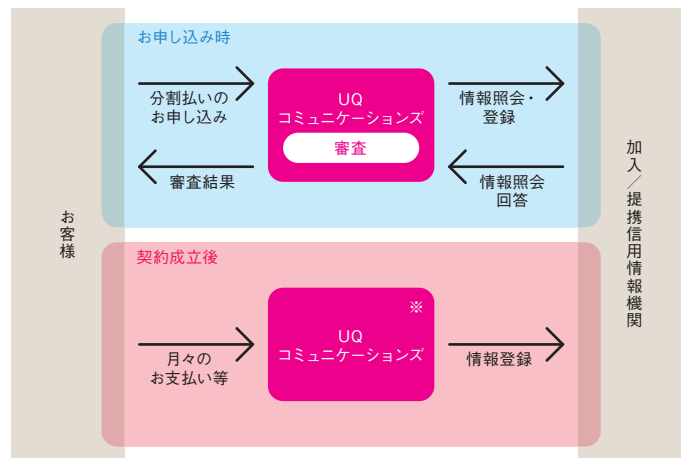 お申し込み時
分割払いの
お申し込み
UQ
コミュニケーションズ
審査
情報照会・
登録
審査結果
情報照会
回答
お客様
加入／提携信用情報機関
契約成立後
※
UQ
コミュニケーションズ
月々の
お支払い等
情報登録